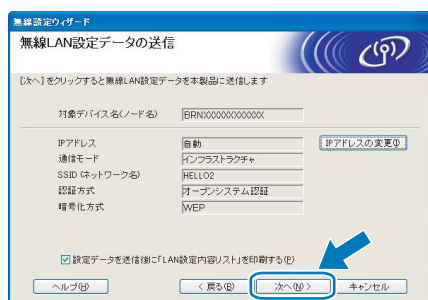 無線設定ウィザード
無線LAN設定データの送信
[次へ]をクリックすると無線LAN設定データを本製品に送信します
対象デバイス名(ノード名) BRNXXXXXXXXXXXX
IPアドレス 自動 IPアドレスの変更(I)
通信モード インフラストラクチャ
SSID (ネットワーク名) HELLO2
認証方式 オープンシステム認証
暗号化方式 WEP
設定データを送信後に「LAN設定内容リスト」を印刷する(P)
ヘルプ(H) < 戻る(B) 次へ(N) > キャンセル